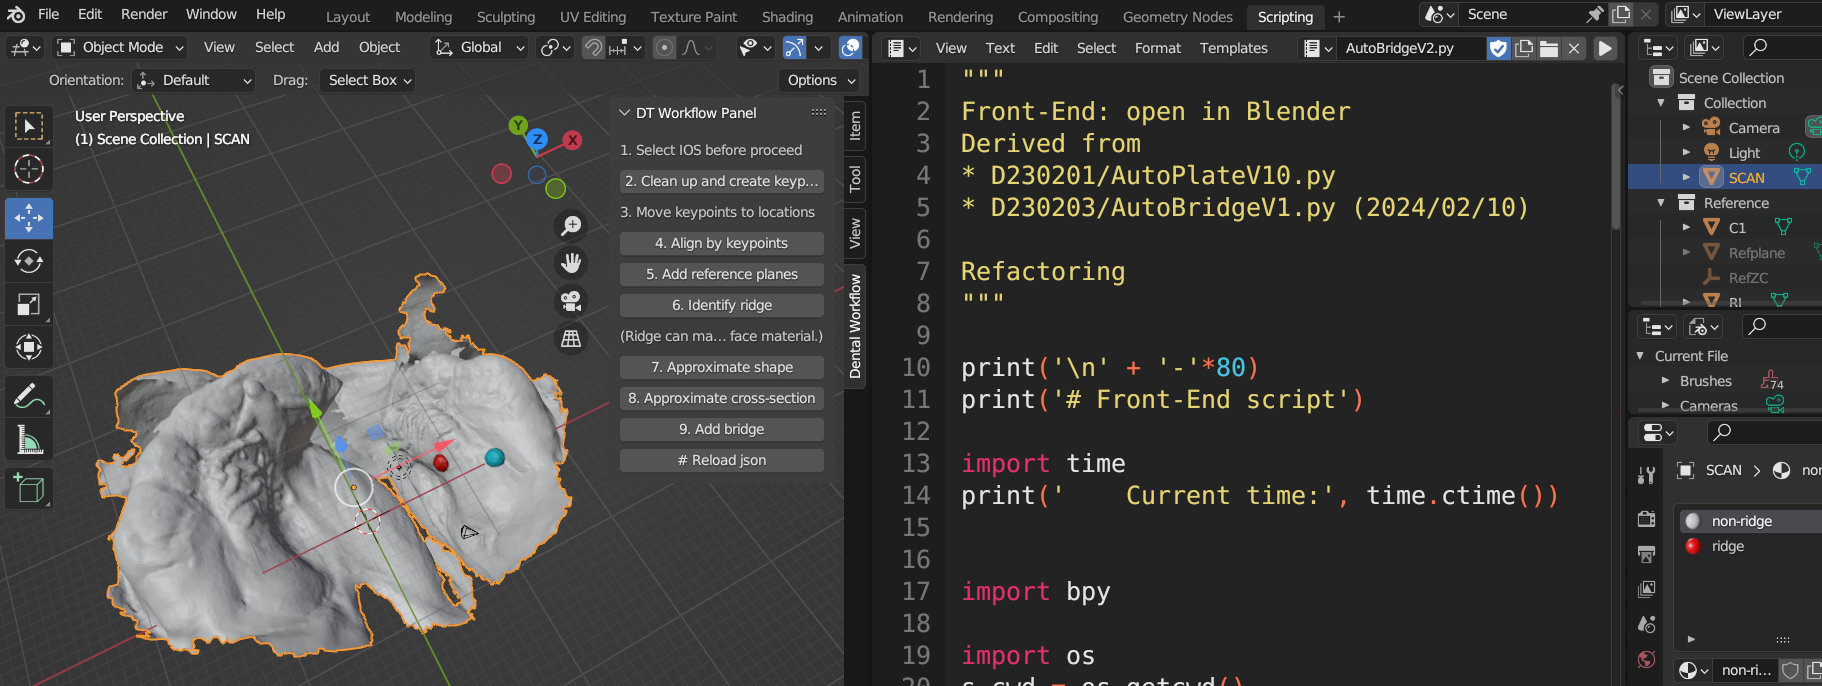 File Edit Render Window Help Layout Modeling Sculpting UV Editing Texture Paint Shading Animation Rendering Compositing Geometry Nodes Scripting + Scene ViewLayer
Object Mode View Select Add Object Global
View Text Edit Select Format Templates AutoBridgeV2.py
Orientation: Default Drag: Select Box Options
User Perspective
(1) Scene Collection | SCAN
Y
Z
X
DT Workflow Panel
1. Select IOS before proceed
2. Clean up and create keyp...
3. Move keypoints to locations
4. Align by keypoints
5. Add reference planes
6. Identify ridge
(Ridge can ma... face material.)
7. Approximate shape
8. Approximate cross-section
9. Add bridge
# Reload json
Item
Tool
View
Dental Workflow
1 """
2 Front-End: open in Blender
3 Derived from
4 * D230201/AutoPlateV10.py
5 * D230203/AutoBridgeV1.py (2024/02/10)
6
7 Refactoring
8 """
9
10 print('\n' + '-'*80)
11 print('# Front-End script')
12
13 import time
14 print('    Current time:', time.ctime())
15
16
17 import bpy
18
19 import os
20 s_cwd = os.getcwd()
Scene Collection
Collection
Camera
Light
SCAN
Reference
C1
Refplane
RefZC
RL
Current File
Brushes 74
Cameras
SCAN > non
non-ridge
ridge
non-ri...